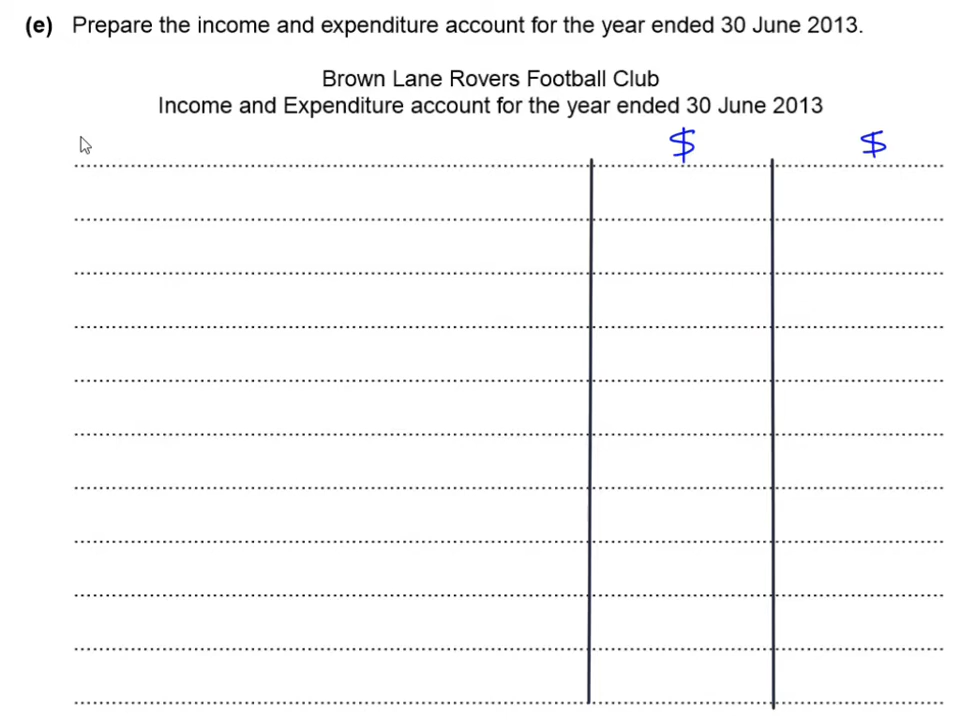 (e) Prepare the income and expenditure account for the year ended 30 June 2013.
Brown Lane Rovers Football Club
Income and Expenditure account for the year ended 30 June 2013
$ $